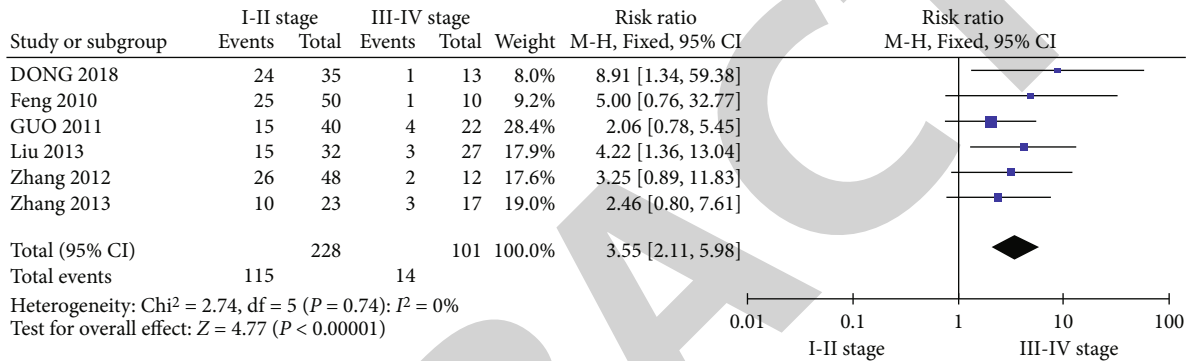 I-II stage III-IV stage Risk ratio Risk ratio
Study or subgroup Events Total Events Total Weight M-H, Fixed, 95% CI M-H, Fixed, 95% CI
DONG 2018 24 35 1 13 8.0% 8.91 [1.34, 59.38]
Feng 2010 25 50 1 10 9.2% 5.00 [0.76, 32.77]
GUO 2011 15 40 4 22 28.4% 2.06 [0.78, 5.45]
Liu 2013 15 32 3 27 17.9% 4.22 [1.36, 13.04]
Zhang 2012 26 48 2 12 17.6% 3.25 [0.89, 11.83]
Zhang 2013 10 23 3 17 19.0% 2.46 [0.80, 7.61]
Total (95% CI) 228 101 100.0% 3.55 [2.11, 5.98]
Total events 115 14
Heterogeneity: Chi² = 2.74, df = 5 (P = 0.74): I² = 0%
Test for overall effect: Z = 4.77 (P < 0.00001)
0.01 0.1 1 10 100
I-II stage III-IV stage